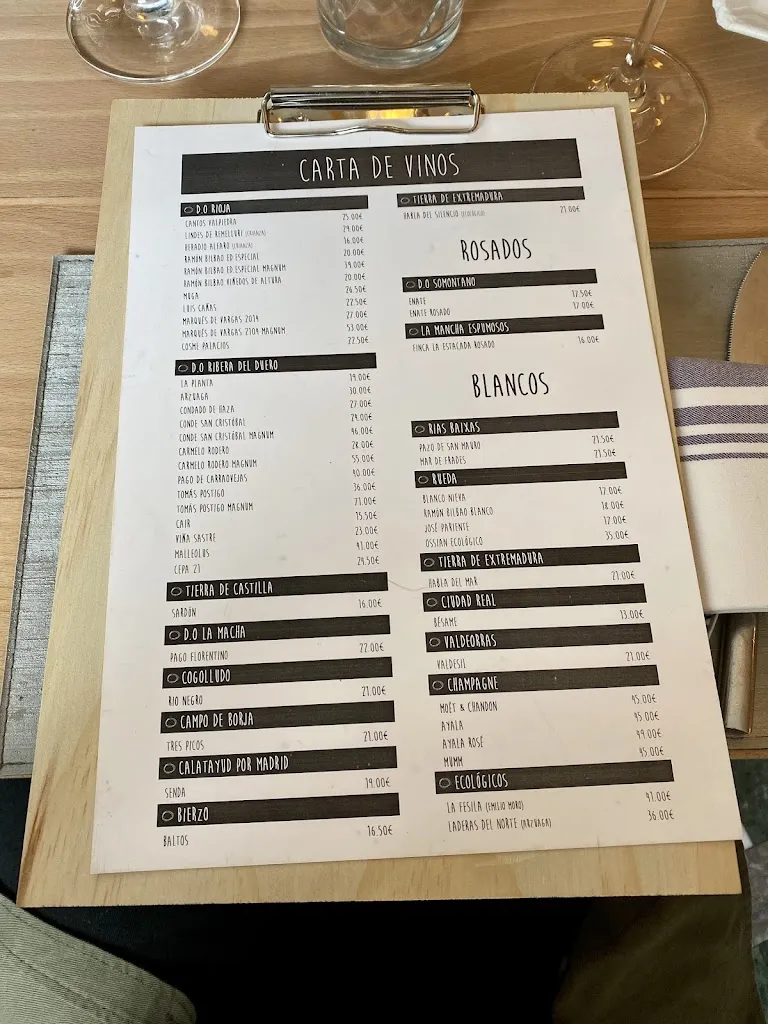 CARTA DE VINOS
D.O RIOJA
CANTOS VALPIEDRA 25.00€
LINDES DE REMELLURI (CRIANZA) 29.00€
HERADIO ALFARO (CRIANZA) 16.00€
RAMÓN BILBAO ED.ESPECIAL 20.00€
RAMÓN BILBAO ED.ESPECIAL MAGNUM 39.00€
RAMÓN BILBAO VIÑEDOS DE ALTURA 20.00€
MUGA 26.50€
LUIS CAÑAS 22.50€
MARQUÉS DE VARGAS 2014 27.00€
MARQUÉS DE VARGAS 2104 MAGNUM 53.00€
COSME PALACIOS 22.50€
D.O RIBERA DEL DUERO
LA PLANTA 19.00€
ARZUAGA 30.00€
CONDADO DE HAZA 27.00€
CONDE SAN CRISTÓBAL 24.00€
CONDE SAN CRISTÓBAL MAGNUM 46.00€
CARMELO RODERO 28.00€
CARMELO RODERO MAGNUM 55.00€
PAGO DE CARRAOVEJAS 40.00€
TOMÁS POSTIGO 36.00€
TOMÁS POSTIGO MAGNUM 71.00€
CAIR 15.50€
VIÑA SASTRE 23.00€
MALLEOLUS 41.00€
CEPA 21 24.50€
TIERRA DE CASTILLA
SARDÓN 16.00€
D.O LA MACHA
PAGO FLORENTINO 22.00€
COGOLLUDO
RIO NEGRO 21.00€
CAMPO DE BORJA
TRES PICOS 21.00€
CALATAYUD POR MADRID
SENDA 19.00€
BIERZO
BALTOS 16.50€
TIERRA DE EXTREMADURA
HABLA DEL SILENCIO (ECOLÓGICO) 21.00€
ROSADOS
D.O SOMONTANO
ENATE 17.50€
ENATE ROSADO 17.00€
LA MANCHA ESPUMOSOS
FINCA LA ESTACADA ROSADO 16.00€
BLANCOS
RIAS BAIXAS
PAZO DE SAN MAURO 21.50€
MAR DE FRADES 21.50€
RUEDA
BLANCO NIEVA 17.00€
RAMÓN BILBAO BLANCO 18.00€
JOSÉ PARIENTE 17.00€
OSSIAN ECOLÓGICO 35.00€
TIERRA DE EXTREMADURA
HABLA DEL MAR 21.00€
CIUDAD REAL
BÉSAME 13.00€
VALDEORRAS
VALDESIL 21.00€
CHAMPAGNE
MOËT & CHANDON 45.00€
AYALA 45.00€
AYALA ROSÉ 49.00€
MUMM 45.00€
ECOLÓGICOS
LA FESILA (EMILIO MORO) 41.00€
LADERAS DEL NORTE (ARZUAGA) 36.00€